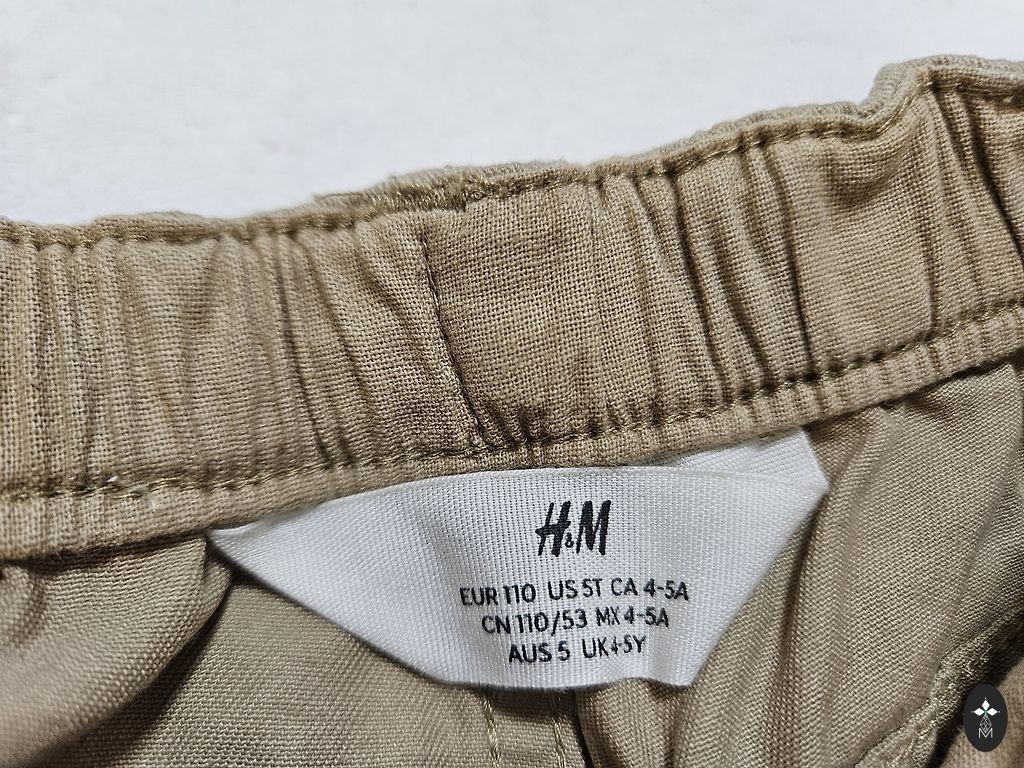 H&M
EUR 110 US 5T CA 4-5A
CN 110/53 MX 4-5A
AUS 5 UK 4-5Y
M